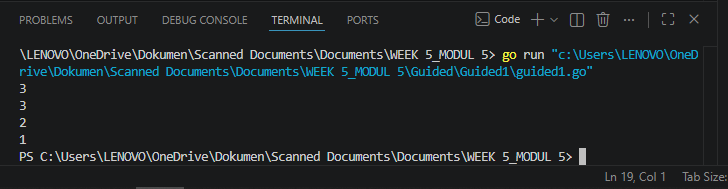 PROBLEMS OUTPUT DEBUG CONSOLE TERMINAL PORTS Code
\LENOVO\OneDrive\Dokumen\Scanned Documents\Documents\WEEK 5_MODUL 5> go run "c:\Users\LENOVO\OneD
rive\Dokumen\Scanned Documents\Documents\WEEK 5_MODUL 5\Guided\Guided1\guided1.go"
3
3
2
1
PS C:\Users\LENOVO\OneDrive\Dokumen\Scanned Documents\Documents\WEEK 5_MODUL 5>
Ln 19, Col 1 Tab Size: